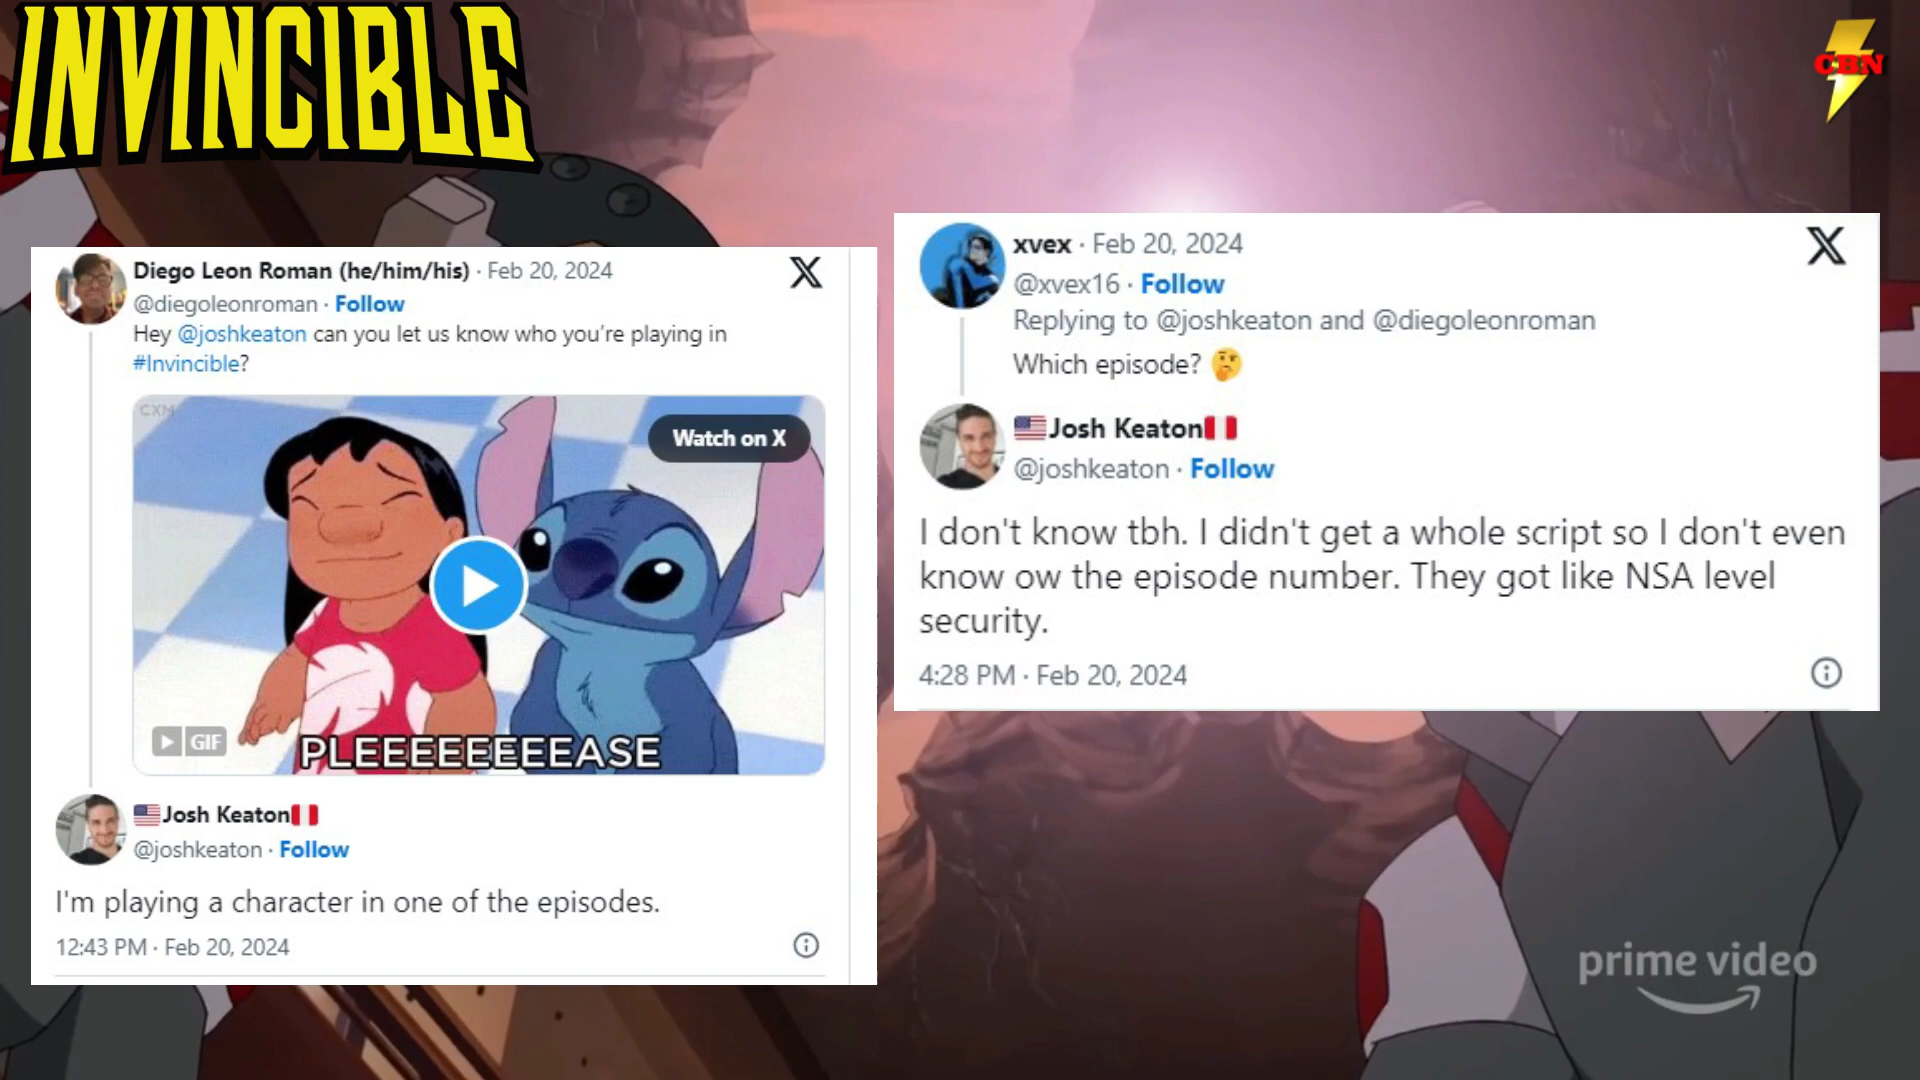 INVINCIBLE
CBN
Diego Leon Roman (he/him/his) · Feb 20, 2024
@diegoleonroman · Follow
Hey @joshkeaton can you let us know who you’re playing in
#Invincible?
CXM
Watch on X
GIF
PLEEEEEEEEASE
Josh Keaton
@joshkeaton · Follow
I'm playing a character in one of the episodes.
12:43 PM · Feb 20, 2024
xvex · Feb 20, 2024
@xvex16 · Follow
Replying to @joshkeaton and @diegoleonroman
Which episode? 🤔
Josh Keaton
@joshkeaton · Follow
I don't know tbh. I didn't get a whole script so I don't even
know ow the episode number. They got like NSA level
security.
4:28 PM · Feb 20, 2024
prime video